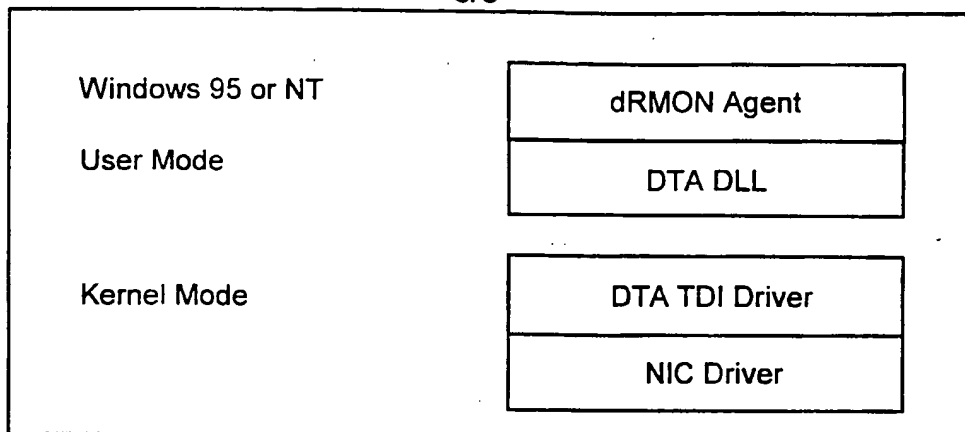 Windows 95 or NT
dRMON Agent
User Mode
DTA DLL
Kernel Mode
DTA TDI Driver
NIC Driver